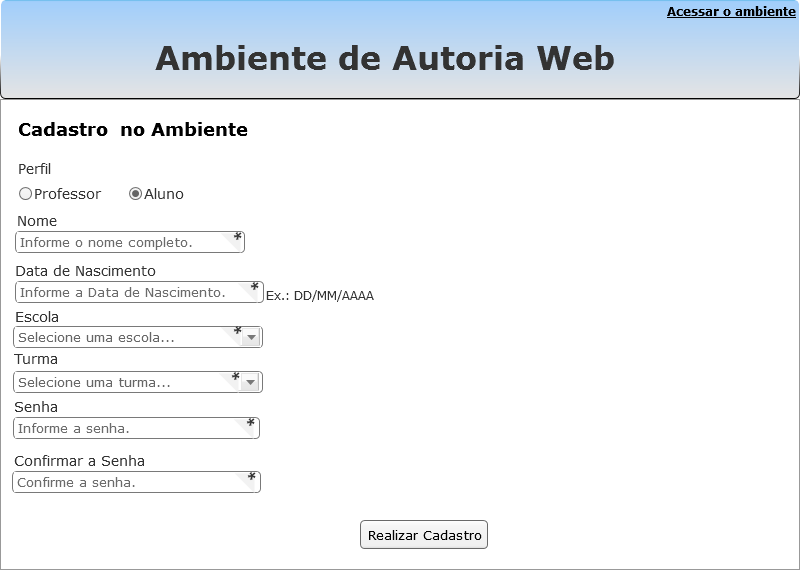 Acessar o ambiente
Ambiente de Autoria Web
Cadastro no Ambiente
Perfil
Professor Aluno
Nome
Informe o nome completo. *
Data de Nascimento
Informe a Data de Nascimento. * Ex.: DD/MM/AAAA
Escola
Selecione uma escola... *
Turma
Selecione uma turma... *
Senha
Informe a senha. *
Confirmar a Senha
Confirme a senha. *
Realizar Cadastro